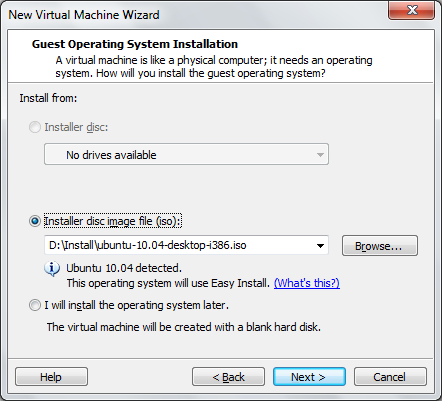 New Virtual Machine Wizard
Guest Operating System Installation
A virtual machine is like a physical computer; it needs an operating
system. How will you install the guest operating system?
Install from:
Installer disc:
No drives available
Installer disc image file (iso):
D:\Install\ubuntu-10.04-desktop-i386.iso
Browse...
Ubuntu 10.04 detected.
This operating system will use Easy Install. (What's this?)
I will install the operating system later.
The virtual machine will be created with a blank hard disk.
Help < Back Next > Cancel